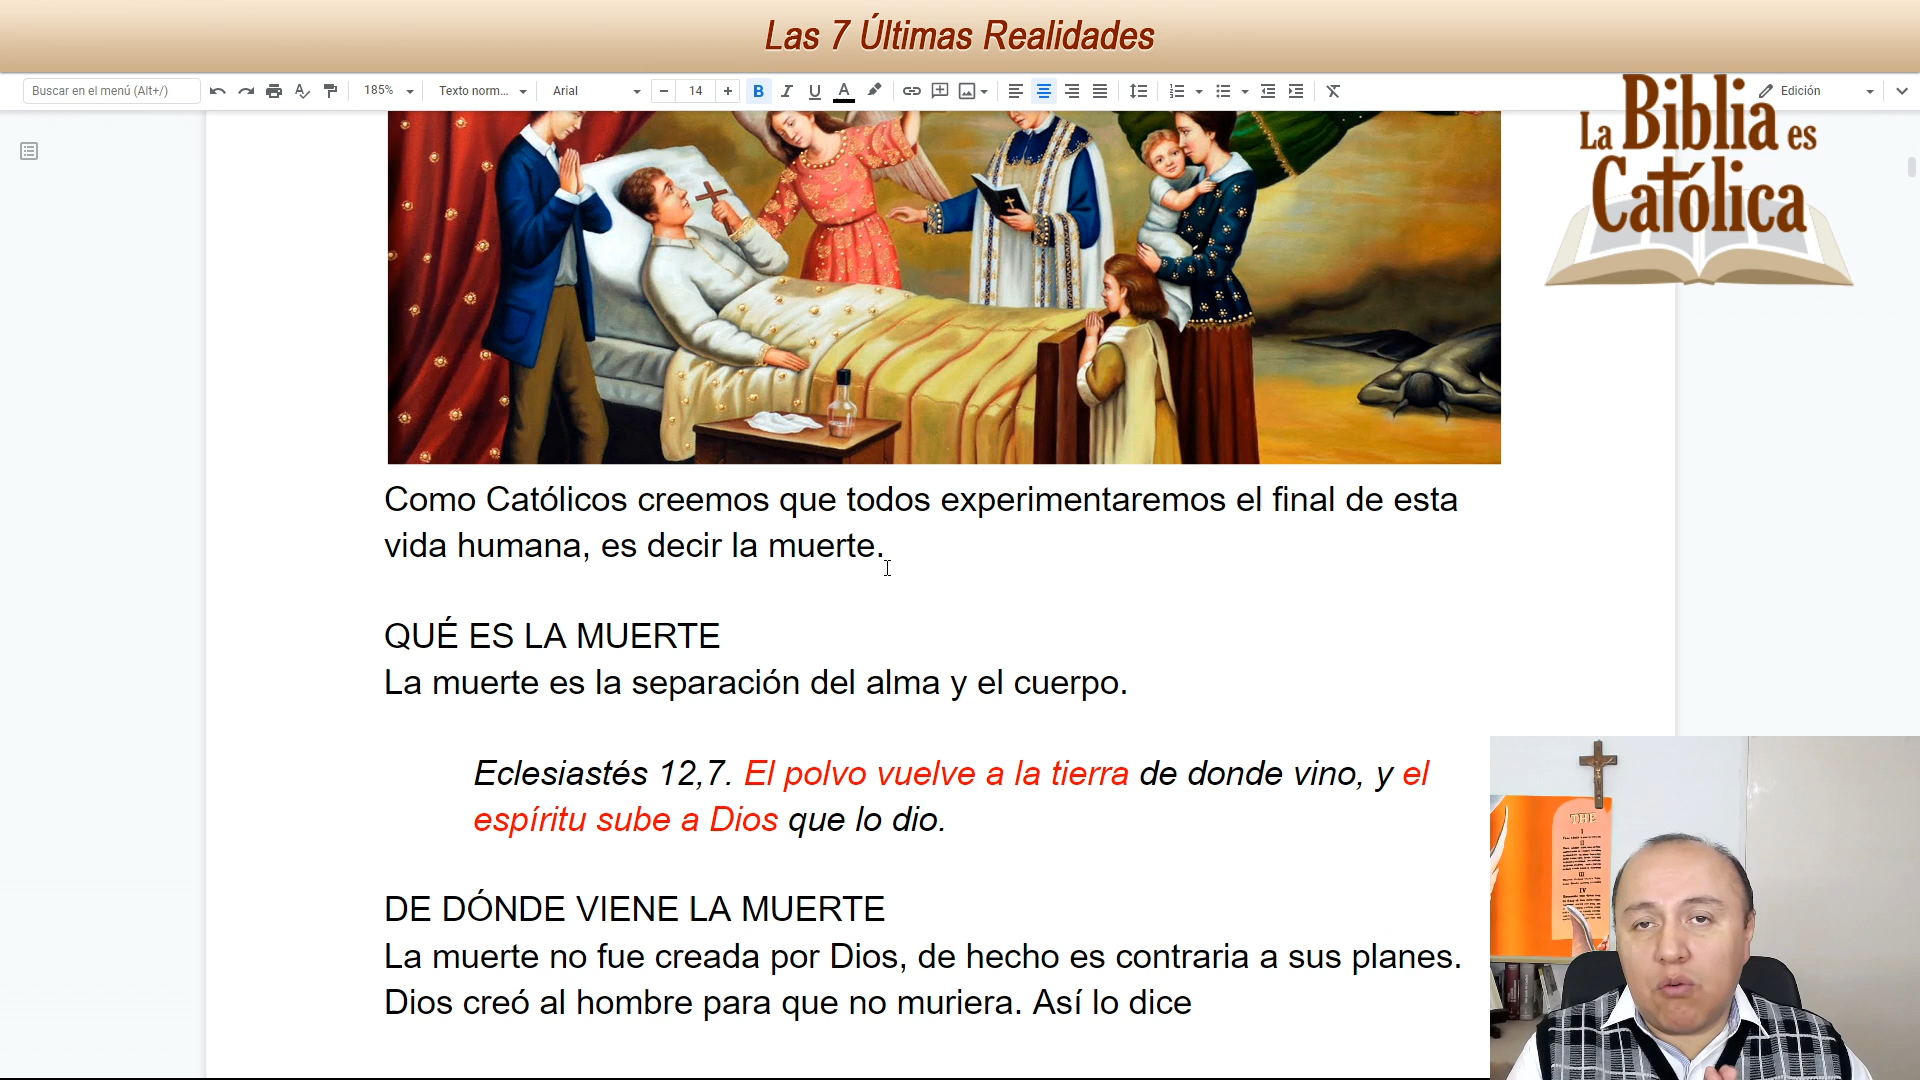 Las 7 Últimas Realidades
Buscar en el menú (Alt+/)
185%
Texto norm...
Arial
14
B
I
U
A
Edición
La Biblia es
Católica
Como Católicos creemos que todos experimentaremos el final de esta
vida humana, es decir la muerte.
QUÉ ES LA MUERTE
La muerte es la separación del alma y el cuerpo.
Eclesiastés 12,7. El polvo vuelve a la tierra de donde vino, y el
espíritu sube a Dios que lo dio.
DE DÓNDE VIENE LA MUERTE
La muerte no fue creada por Dios, de hecho es contraria a sus planes.
Dios creó al hombre para que no muriera. Así lo dice
THE
I
II
III
IV